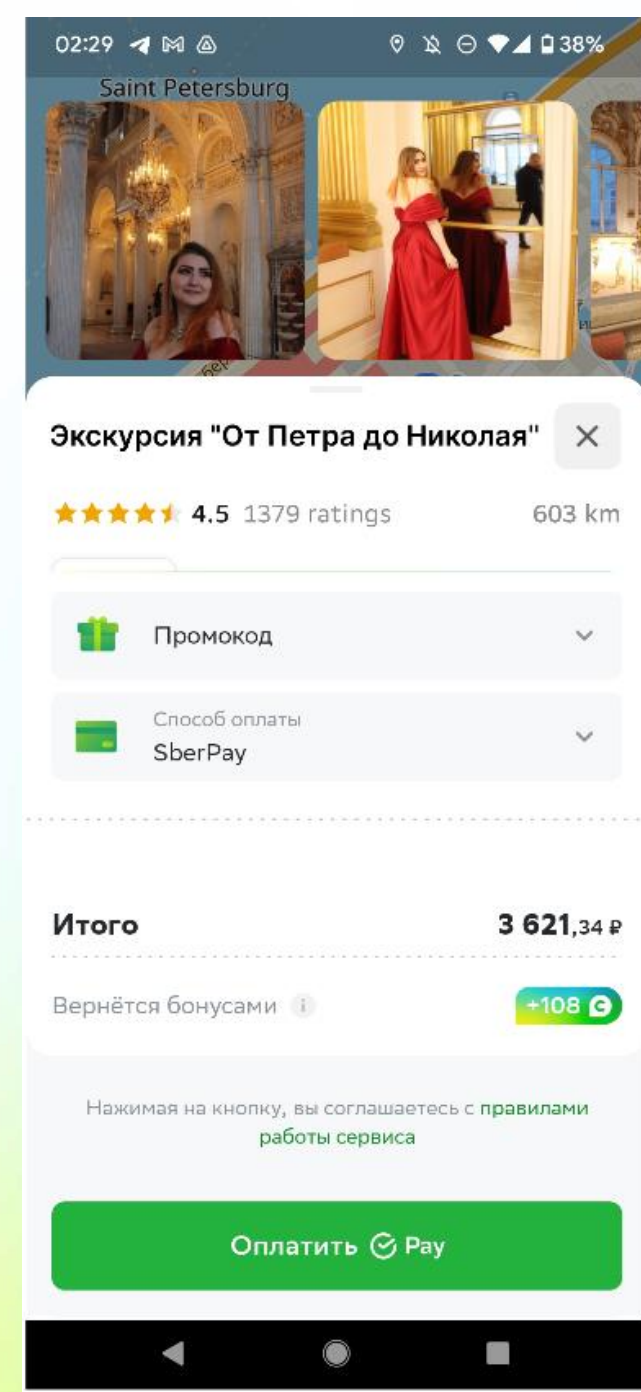 02:29
38%
Saint Petersburg
Экскурсия "От Петра до Николая"
4.5 1379 ratings 603 km
Промокод
Способ оплаты
SberPay
Итого 3 621,34 ₽
Вернётся бонусами i +108
Нажимая на кнопку, вы соглашаетесь с правилами
работы сервиса
Оплатить Pay